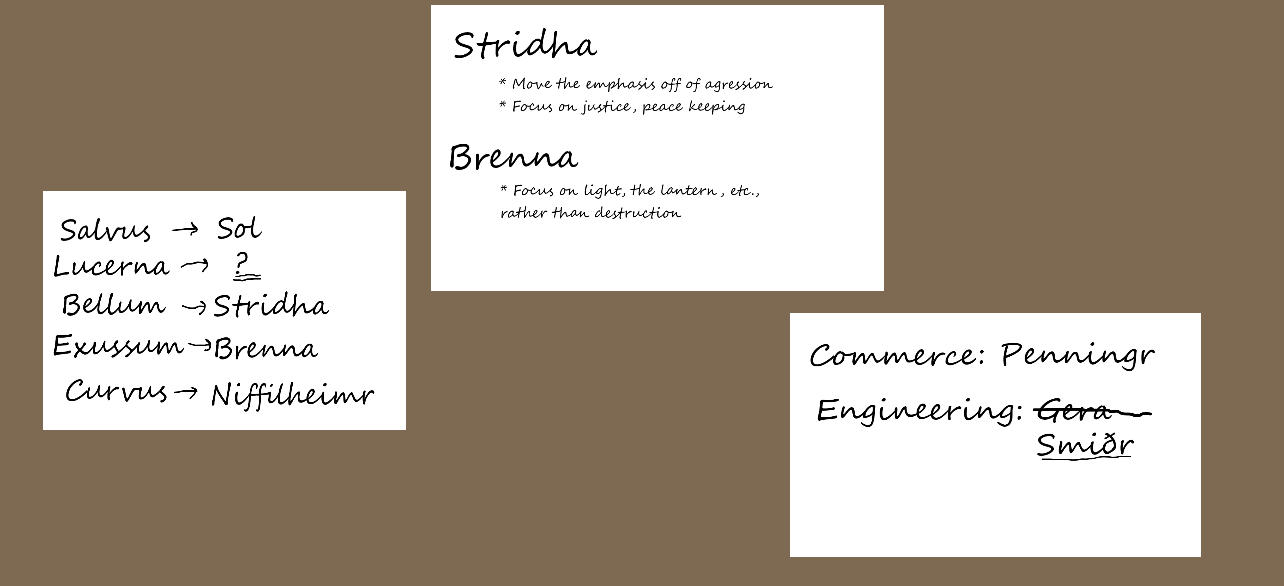 Stridha
* Move the emphasis off of agression
* Focus on justice, peace keeping
Brenna
* Focus on light, the lantern, etc.,
rather than destruction
Salvus → Sol
Lucerna → ?
Bellum → Stridha
Exussum → Brenna
Curvus → Niffilheimr
Commerce: Penningr
Engineering: Gera
Smiðr